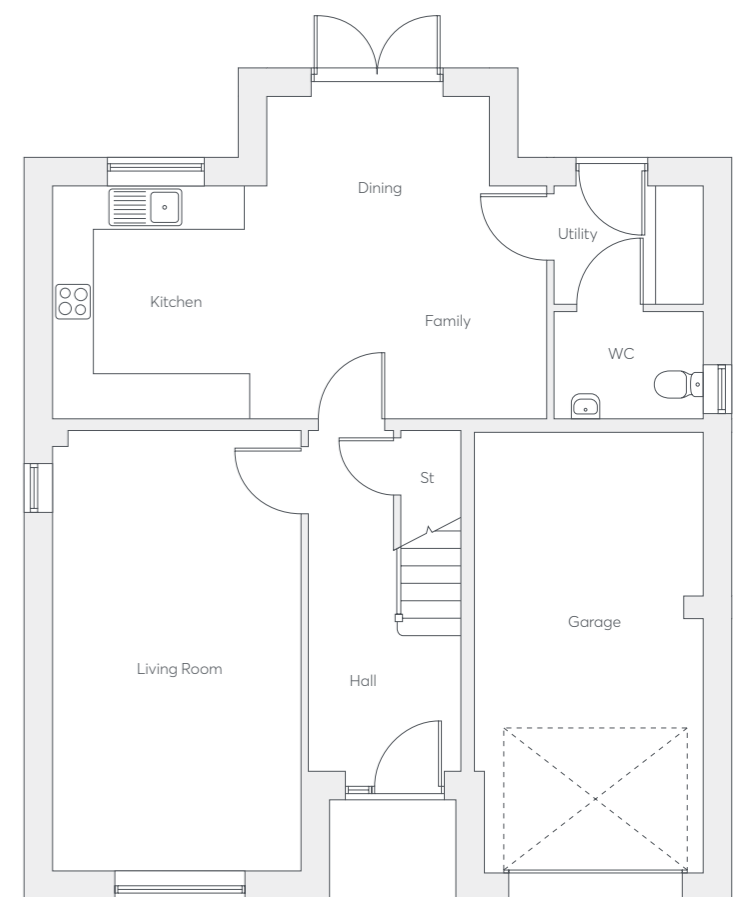 Dining
Utility
Kitchen
Family
WC
St
Garage
Living Room
Hall